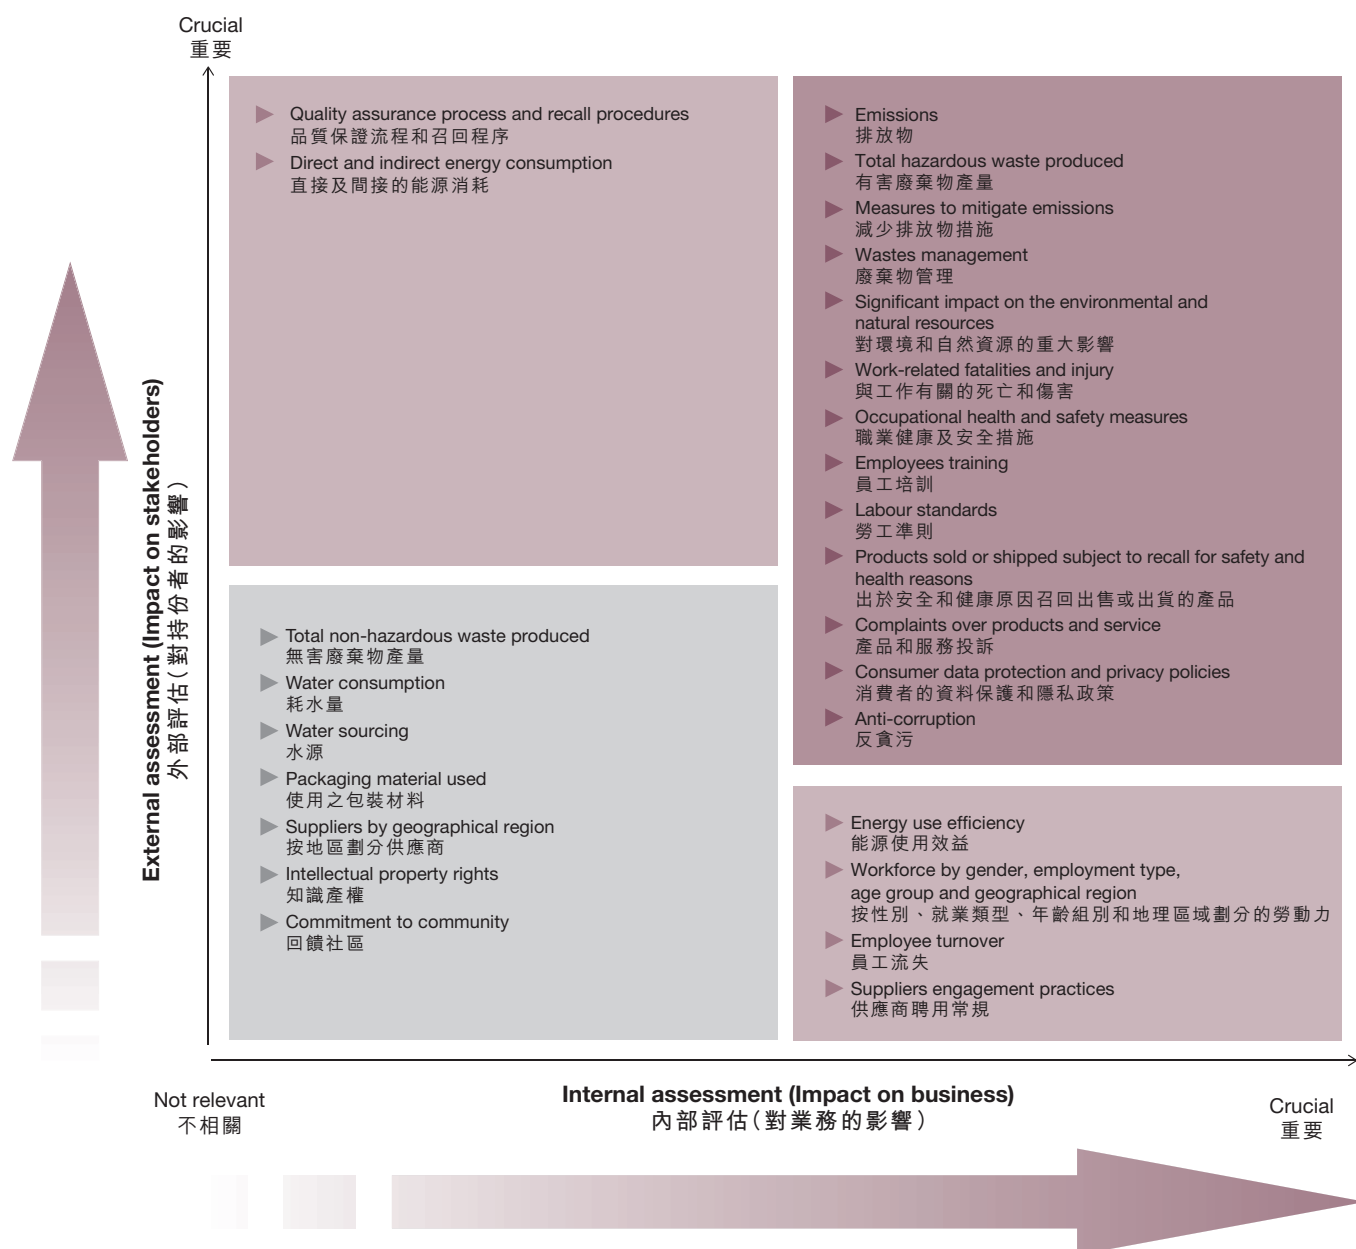 Crucial
重要
Quality assurance process and recall procedures
品質保證流程和召回程序
Direct and indirect energy consumption
直接及間接的能源消耗
Emissions
排放物
Total hazardous waste produced
有害廢棄物產量
Measures to mitigate emissions
減少排放物措施
Wastes management
廢棄物管理
Significant impact on the environmental and
natural resources
對環境和自然資源的重大影響
Work-related fatalities and injury
與工作有關的死亡和傷害
Occupational health and safety measures
職業健康及安全措施
Employees training
員工培訓
Labour standards
勞工準則
Products sold or shipped subject to recall for safety and
health reasons
出於安全和健康原因召回出售或出貨的產品
Complaints over products and service
產品和服務投訴
Consumer data protection and privacy policies
消費者的資料保護和隱私政策
Anti-corruption
反貪污
External assessment (Impact on stakeholders)
外部評估(對持份者的影響)
Total non-hazardous waste produced
無害廢棄物產量
Water consumption
耗水量
Water sourcing
水源
Packaging material used
使用之包裝材料
Suppliers by geographical region
按地區劃分供應商
Intellectual property rights
知識產權
Commitment to community
回饋社區
Energy use efficiency
能源使用效益
Workforce by gender, employment type,
age group and geographical region
按性別、就業類型、年齡組別和地理區域劃分的勞動力
Employee turnover
員工流失
Suppliers engagement practices
供應商聘用常規
Not relevant
不相關
Internal assessment (Impact on business)
內部評估(對業務的影響)
Crucial
重要